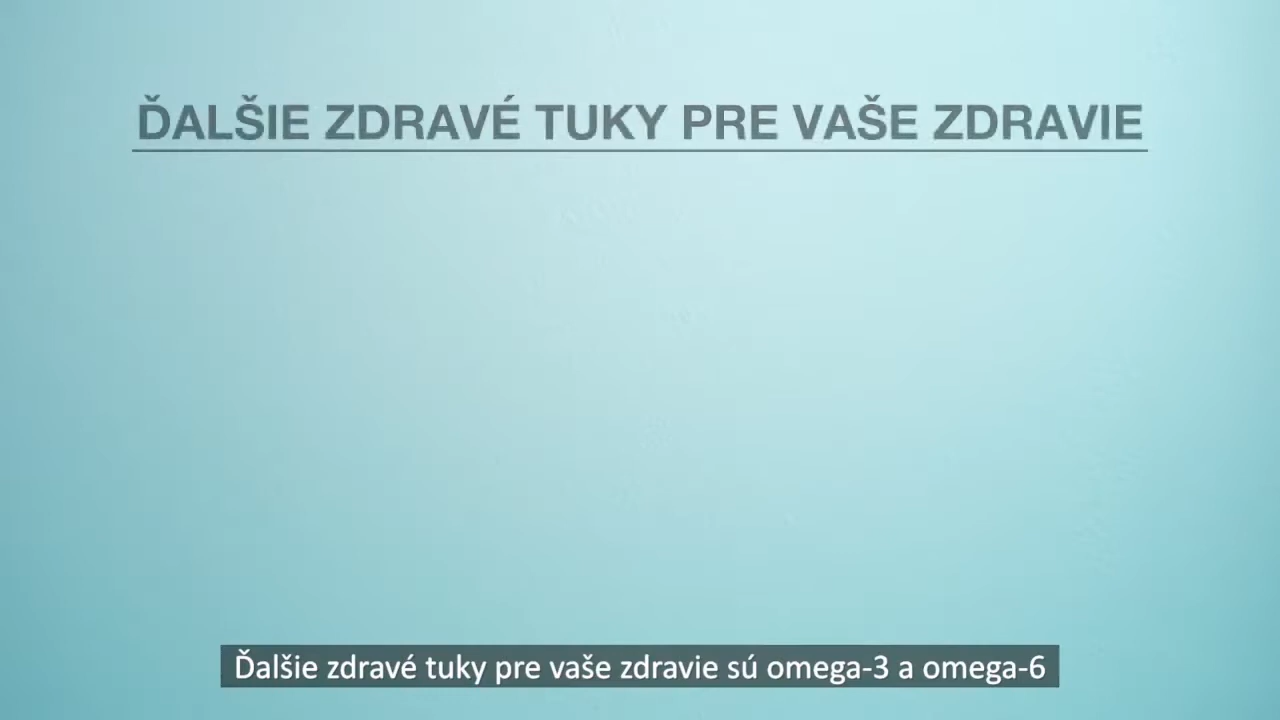 ĎALŠIE ZDRAVÉ TUKY PRE VAŠE ZDRAVIE
Ďalšie zdravé tuky pre vaše zdravie sú omega-3 a omega-6